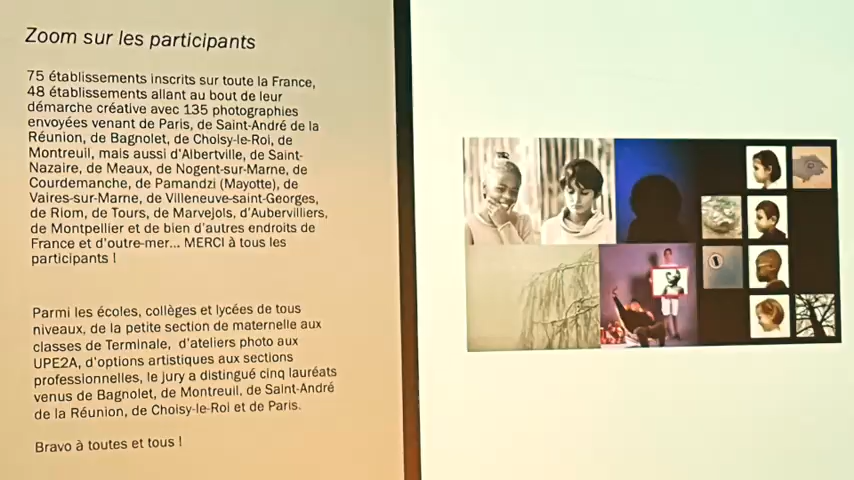 Zoom sur les participants
75 établissements inscrits sur toute la France,
48 établissements allant au bout de leur
démarche créative avec 135 photographies
envoyées venant de Paris, de Saint-André de la
Réunion, de Bagnolet, de Choisy-le-Roi, de
Montreuil, mais aussi d'Albertville, de Saint-
Nazaire, de Meaux, de Nogent-sur-Marne, de
Courdemanche, de Pamandzi (Mayotte), de
Vaires-sur-Marne, de Villeneuve-saint-Georges,
de Riom, de Tours, de Marvejols, d'Aubervilliers,
de Montpellier et de bien d'autres endroits de
France et d'outre-mer... MERCI à tous les
participants !
Parmi les écoles, collèges et lycées de tous
niveaux, de la petite section de maternelle aux
classes de Terminale, d'ateliers photo aux
UPE2A, d'options artistiques aux sections
professionnelles, le jury a distingué cinq lauréats
venus de Bagnolet, de Montreuil, de Saint-André
de la Réunion, de Choisy-le-Roi et de Paris.
Bravo à toutes et tous !